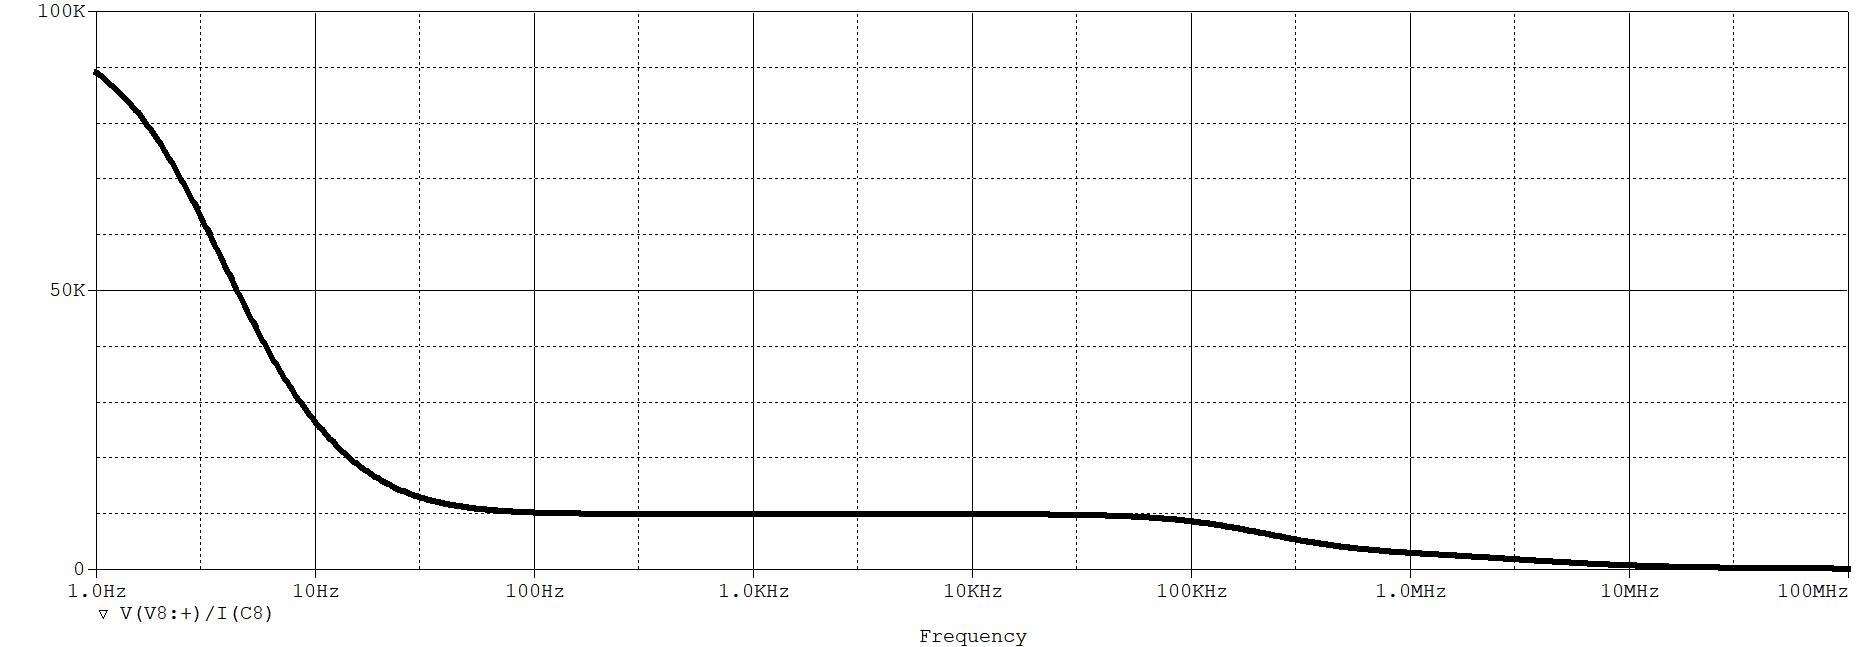 100K
50K
0
1.0Hz 10Hz 100Hz 1.0KHz 10KHz 100KHz 1.0MHz 10MHz 100MHz
▽ V(V8:+)/I(C8)
Frequency